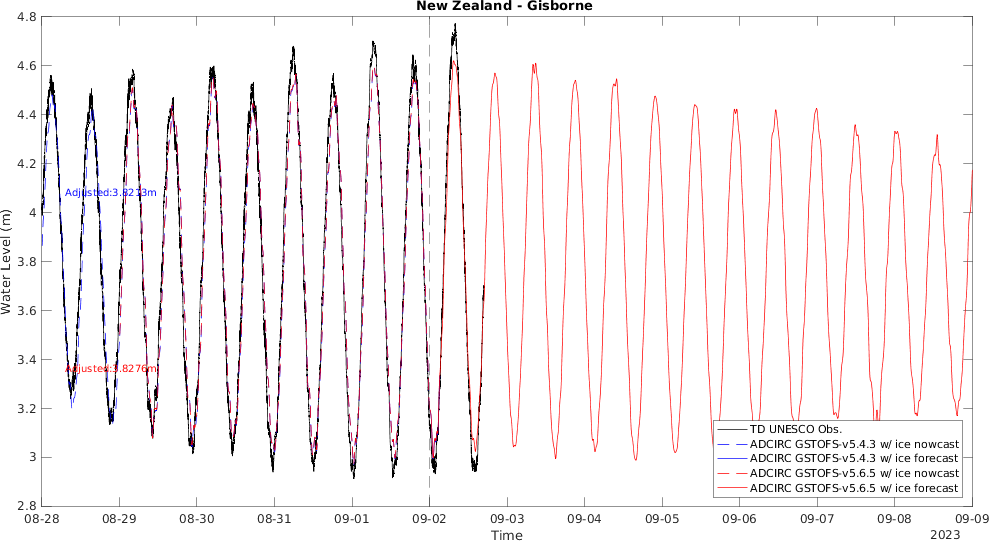 New Zealand - Gisborne
4.8
4.6
4.4
4.2
4
3.8
3.6
3.4
3.2
3
2.8
Water Level (m)
Adjusted:3.8213m
Adjusted:3.8276m
TD UNESCO Obs.
ADCIRC GSTOFS-v5.4.3 w/ ice nowcast
ADCIRC GSTOFS-v5.4.3 w/ ice forecast
ADCIRC GSTOFS-v5.6.5 w/ ice nowcast
ADCIRC GSTOFS-v5.6.5 w/ ice forecast
08-28 08-29 08-30 08-31 09-01 09-02 09-03 09-04 09-05 09-06 09-07 09-08 09-09
Time
2023